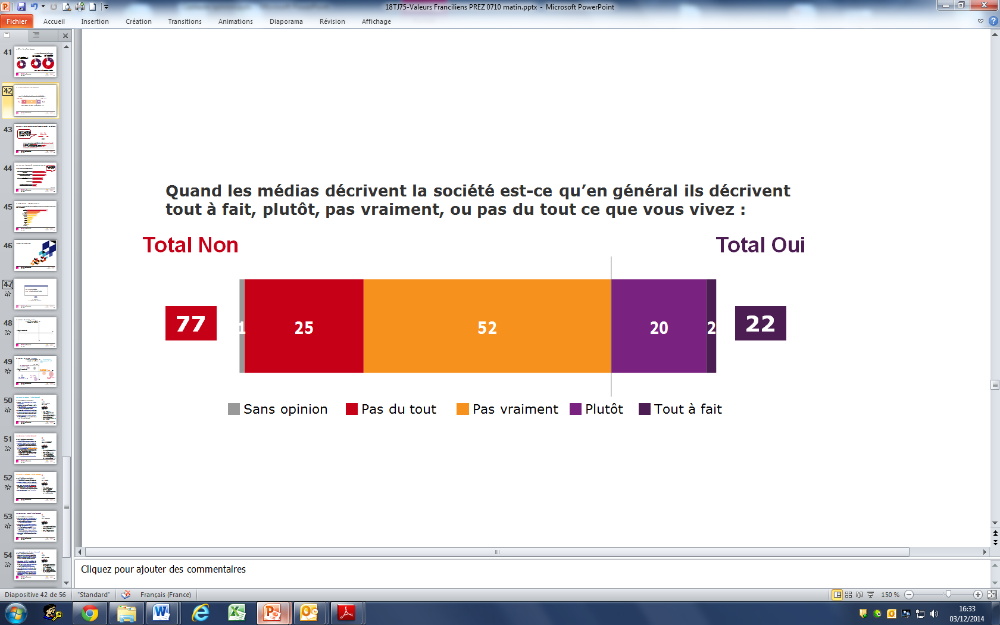 18TJ75-Valeurs Franciliens PREZ 0710 matin.pptx - Microsoft PowerPoint
Fichier Accueil Insertion Création Transitions Animations Diaporama Révision Affichage
41
42
43
44
45
46
47
48
49
50
51
52
53
54
Quand les médias décrivent la société est-ce qu’en général ils décrivent
tout à fait, plutôt, pas vraiment, ou pas du tout ce que vous vivez :
Total Non Total Oui
77 1 25 52 20 2 22
Sans opinion Pas du tout Pas vraiment Plutôt Tout à fait
Cliquez pour ajouter des commentaires
Diapositive 42 de 56 "Standard" Français (France) 150 %
16:33
03/12/2014